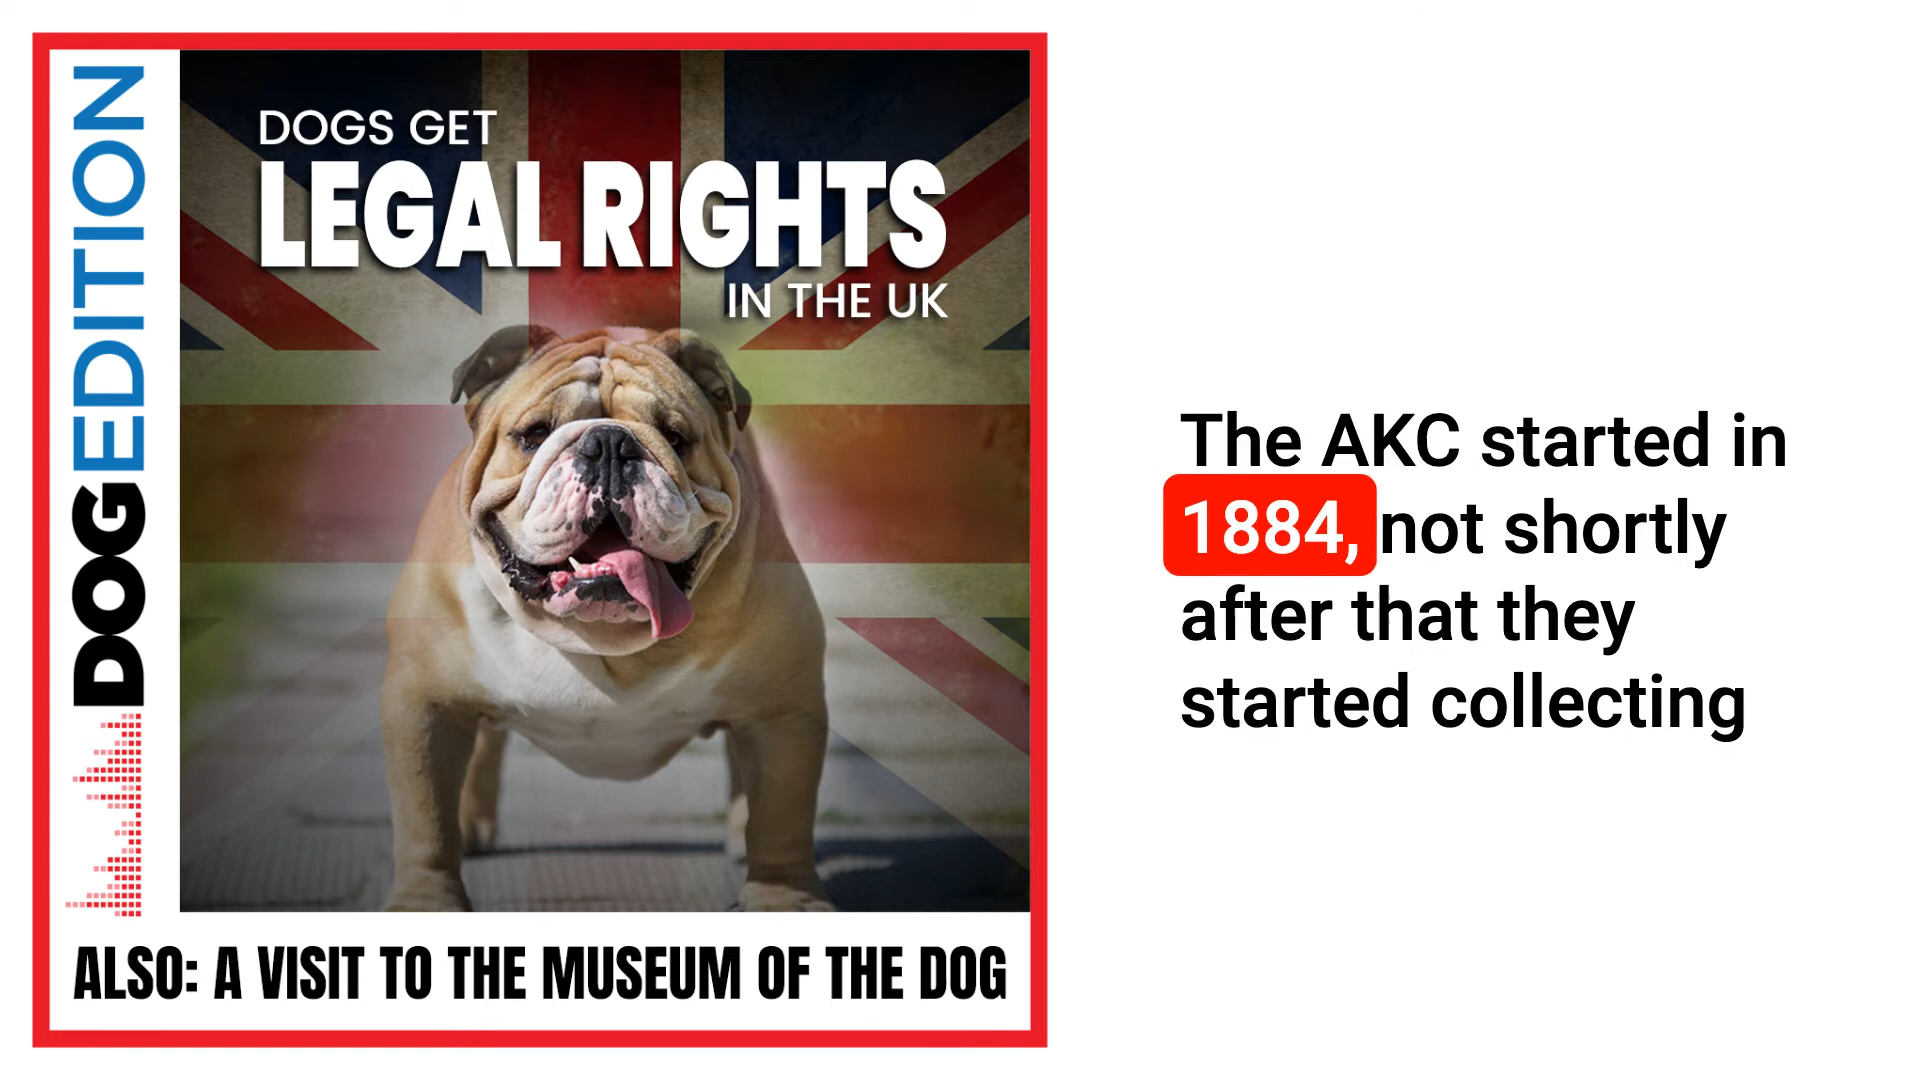 DOGEDITION
DOGS GET
LEGAL RIGHTS
IN THE UK
ALSO: A VISIT TO THE MUSEUM OF THE DOG
The AKC started in
1884, not shortly
after that they
started collecting